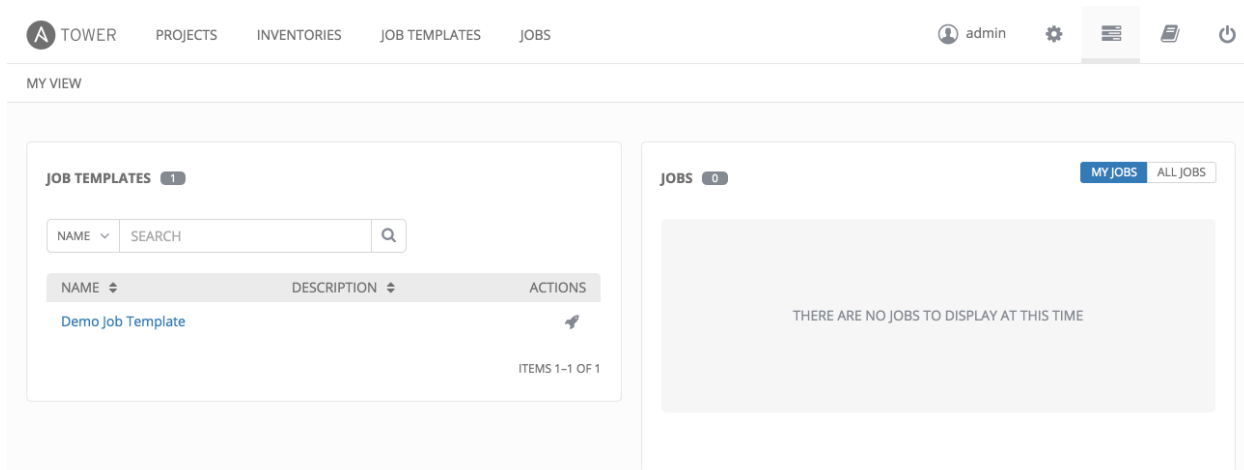 A TOWER PROJECTS INVENTORIES JOB TEMPLATES JOBS admin
MY VIEW
JOB TEMPLATES 1
NAME SEARCH
NAME DESCRIPTION ACTIONS
Demo Job Template
ITEMS 1–1 OF 1
JOBS 0 MY JOBS ALL JOBS
THERE ARE NO JOBS TO DISPLAY AT THIS TIME